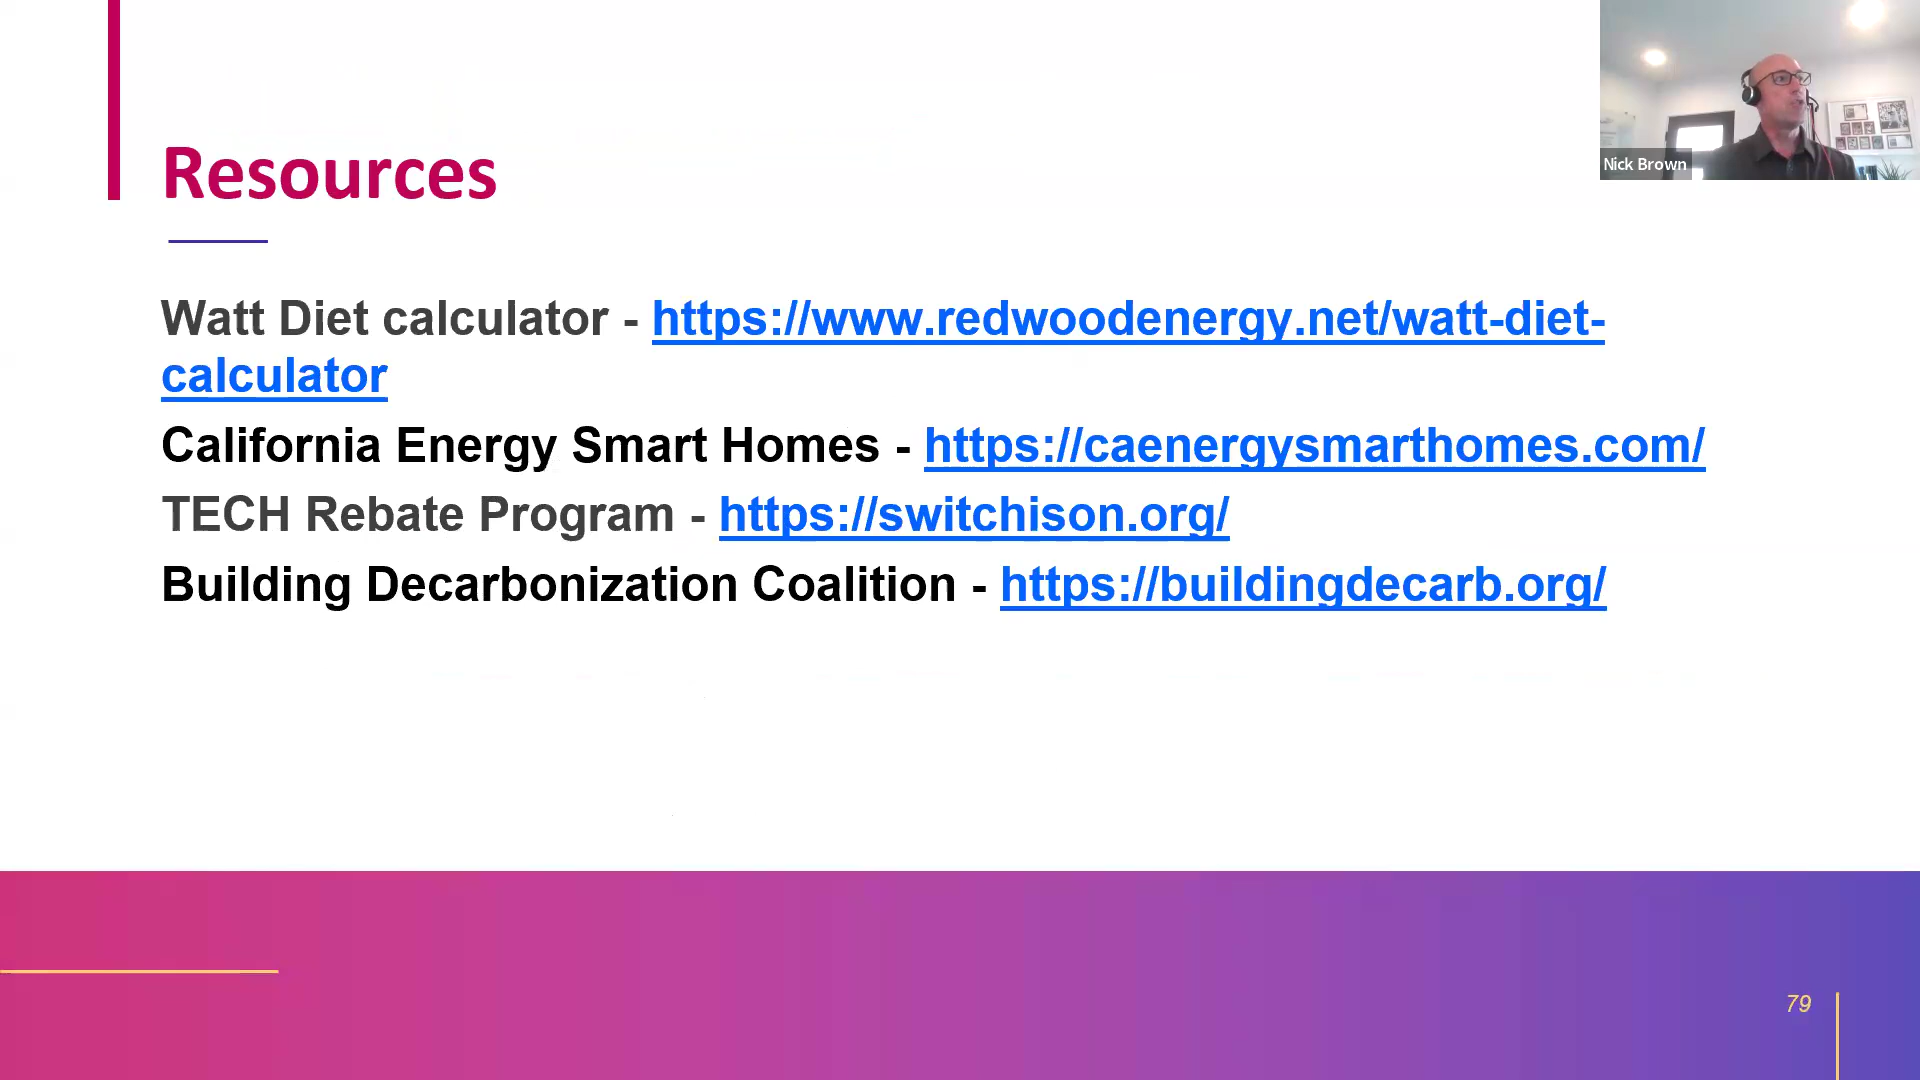 Resources
Nick Brown
Watt Diet calculator - https://www.redwoodenergy.net/watt-diet-
calculator
California Energy Smart Homes - https://caenergysmarthomes.com/
TECH Rebate Program - https://switchison.org/
Building Decarbonization Coalition - https://buildingdecarb.org/
79